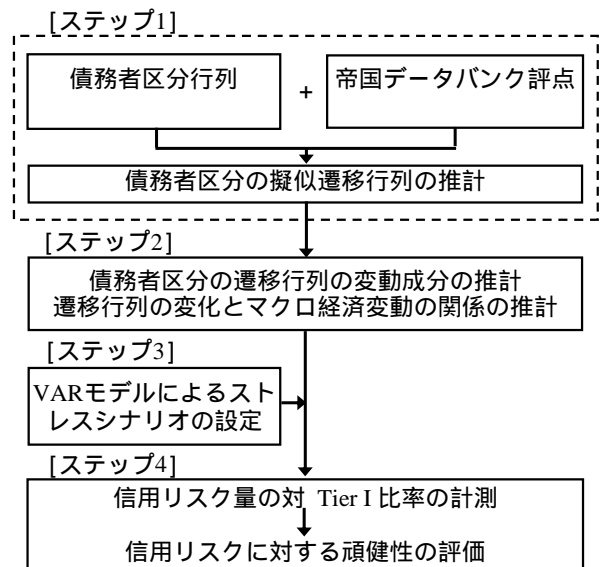 [ステップ1]
債務者区分行列
+
帝国データバンク評点
債務者区分の擬似遷移行列の推計
[ステップ2]
債務者区分の遷移行列の変動成分の推計
遷移行列の変化とマクロ経済変動の関係の推計
[ステップ3]
VARモデルによるスト
レスシナリオの設定
[ステップ4]
信用リスク量の対 Tier I 比率の計測
信用リスクに対する頑健性の評価